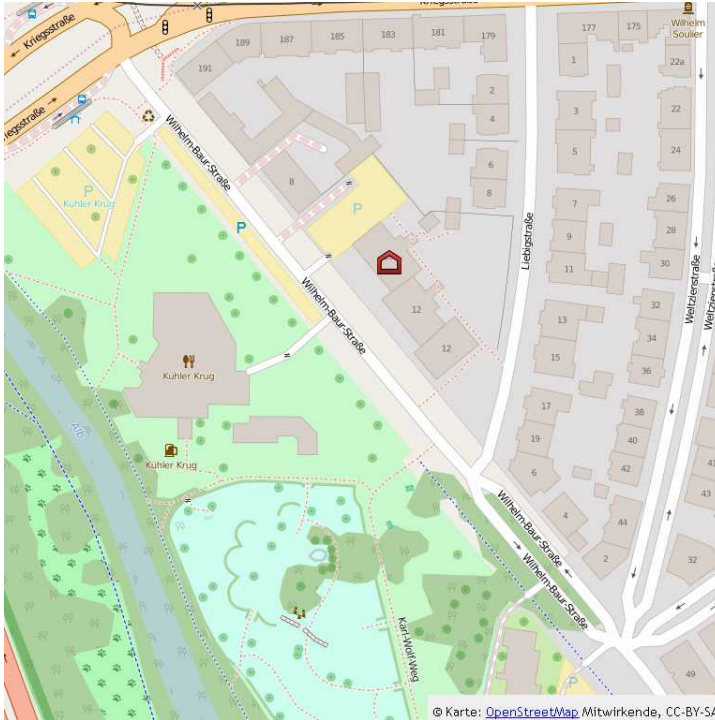 Kriegsstraße
Kriegsstraße
Kriegsstraße
189
187
185
183
181
179
177
175
Wilhelm
Soulier
191
1
22a
2
4
3
22
5
24
Wilhelm-Baur-Straße
P
Kühler Krug
8
P
6
8
7
26
9
28
11
30
P
Liebigstraße
Weltzienstraße
Weltzienstraße
Wilhelm-Baur-Straße
12
12
13
32
34
15
36
Kühler Krug
17
38
19
40
6
42
41
43
Alb
Kühler Krug
4
44
2
32
Wilhelm-Baur-Straße
Wilhelm-Baur-Straße
Karl-Wolf-Weg
P
49
© Karte: OpenStreetMap Mitwirkende, CC-BY-SA